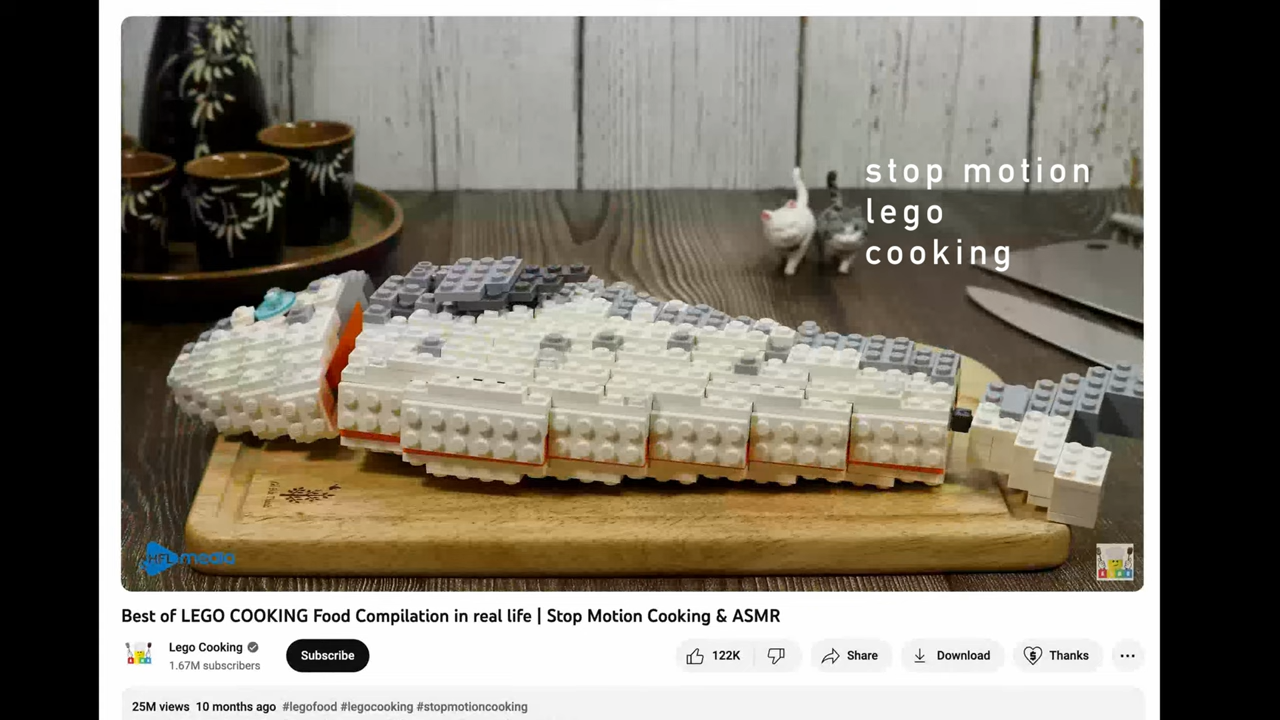 stop motion
lego
cooking
HFL media
Best of LEGO COOKING Food Compilation in real life | Stop Motion Cooking & ASMR
Lego Cooking
1.67M subscribers
Subscribe
122K
Share
Download
Thanks
25M views 10 months ago #legofood #legocooking #stopmotioncooking